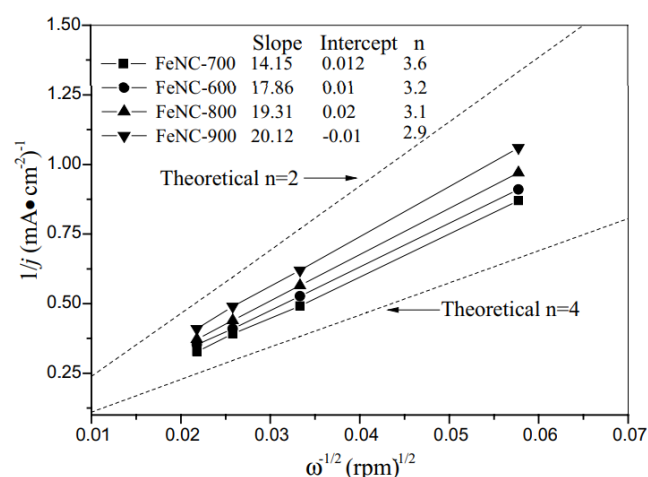 1.50
1.25
1.00
0.75
0.50
0.25
1/j (mA●cm⁻²)⁻¹
Slope Intercept n
FeNC-700 14.15 0.012 3.6
FeNC-600 17.86 0.01 3.2
FeNC-800 19.31 0.02 3.1
FeNC-900 20.12 -0.01 2.9
Theoretical n=2
Theoretical n=4
0.01 0.02 0.03 0.04 0.05 0.06 0.07
ω⁻¹/² (rpm)¹/²